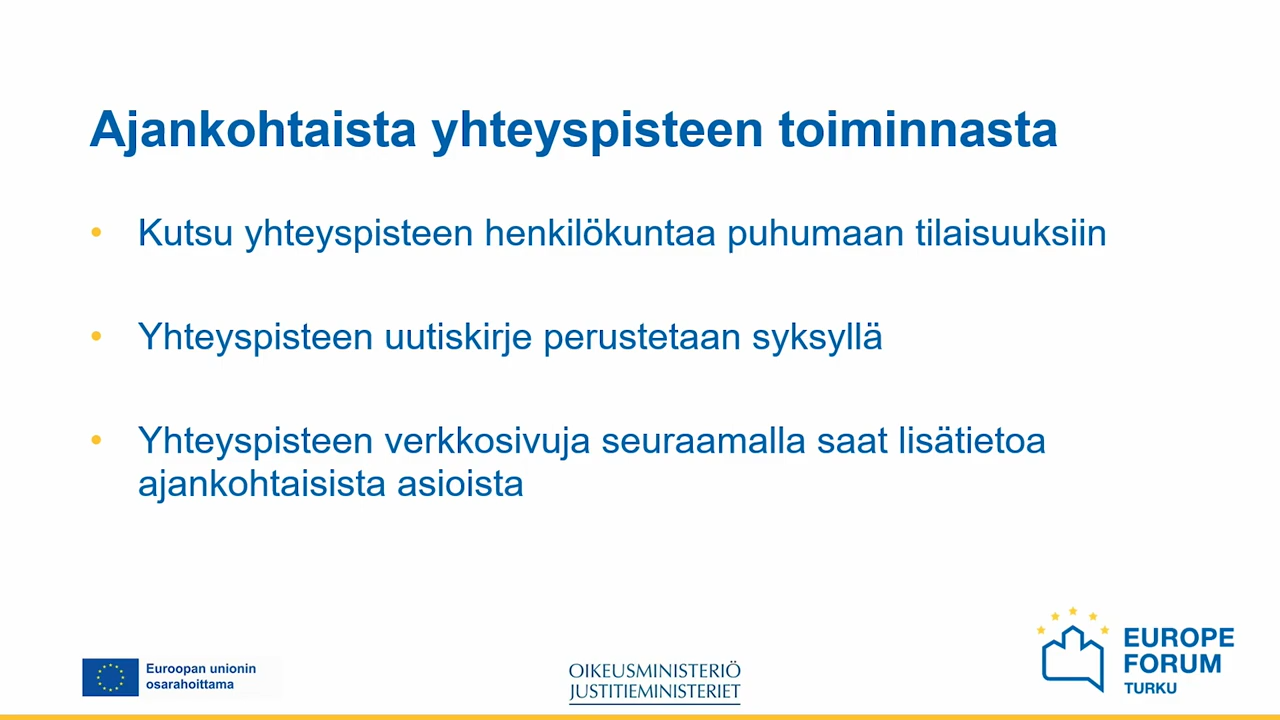 Ajankohtaista yhteyspisteen toiminnasta
• Kutsu yhteyspisteen henkilökuntaa puhumaan tilaisuuksiin
• Yhteyspisteen uutiskirje perustetaan syksyllä
• Yhteyspisteen verkkosivuja seuraamalla saat lisätietoa
ajankohtaisista asioista
Euroopan unionin
osarahoittama
OIKEUSMINISTERIÖ
JUSTITIEMINISTERIET
EUROPE
FORUM
TURKU